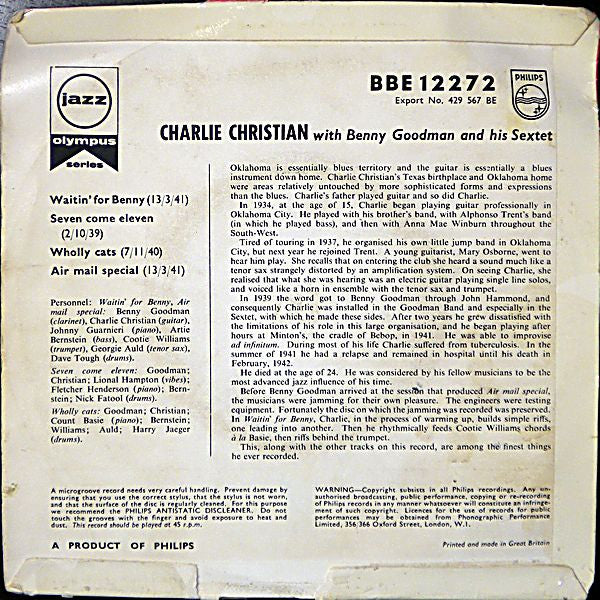 jazz
olympus
series
BBE 12272
Export No. 429 567 BE
PHILIPS
CHARLIE CHRISTIAN with Benny Goodman and his Sextet
Waitin' for Benny (13/3/41)
Seven come eleven
(2/10/39)
Wholly cats (7/11/40)
Air mail special (13/3/41)
Personnel: Waitin' for Benny, Air
mail special: Benny Goodman
(clarinet), Charlie Christian (guitar),
Johnny Guarnieri (piano), Artie
Bernstein (bass), Cootie Williams
(trumpet), Georgie Auld (tenor sax),
Dave Tough (drums).
Seven come eleven: Goodman;
Christian; Lional Hampton (vibes);
Fletcher Henderson (piano); Bern-
stein; Nick Fatool (drums).
Wholly cats: Goodman; Christian;
Count Basie (piano); Bernstein;
Williams; Auld; Harry Jaeger
(drums).
Oklahoma is essentially blues territory and the guitar is essentially a blues
instrument down home. Charlie Christian's Texas birthplace and Oklahoma home
were areas relatively untouched by more sophisticated forms and expressions
than the blues. Charlie's father played guitar and so did Charlie.
In 1934, at the age of 15, Charlie began playing guitar professionally in
Oklahoma City. He played with his brother's band, with Alphonso Trent's band
(in which he played bass), and then with Anna Mae Winburn throughout the
South-West.
Tired of touring in 1937, he organised his own little jump band in Oklahoma
City, but next year he rejoined Trent. A young guitarist, Mary Osborne, went to
hear him play. She recalls that on entering the club she heard a sound much like a
tenor sax strangely distorted by an amplification system. On seeing Charlie, she
realised that what she was hearing was an electric guitar playing single line solos,
and voiced like a horn in ensemble with the tenor sax and trumpet.
In 1939 the word got to Benny Goodman through John Hammond, and
consequently Charlie was installed in the Goodman Band and especially in the
Sextet, with which he made these sides. After two years he grew dissatisfied with
the limitations of his role in this large organisation, and he began playing after
hours at Minton's, the cradle of Bebop, in 1941. He was able to improvise
ad infinitum. During most of his life Charlie suffered from tuberculosis. In the
summer of 1941 he had a relapse and remained in hospital until his death in
February, 1942.
He died at the age of 24. He was considered by his fellow musicians to be the
most advanced jazz influence of his time.
Before Benny Goodman arrived at the session that produced Air mail special,
the musicians were jamming for their own pleasure. The engineers were testing
equipment. Fortunately the disc on which the jamming was recorded was preserved.
In Waitin' for Benny, Charlie, in the process of warming up, builds simple riffs,
one leading into another. Then he rhythmically feeds Cootie Williams chords
à la Basie, then riffs behind the trumpet.
This, along with the other tracks on this record, are among the finest things
he ever recorded.
A microgroove record needs very careful handling. Prevent damage by
ensuring that you use the correct stylus, that the stylus is not worn,
and that the surface of the disc is regularly cleaned. For this purpose
we recommend the PHILIPS ANTISTATIC DISCLEANER. Do not
touch the grooves with the finger and avoid exposure to heat and
dust. This record should be played at 45 r.p.m.
WARNING—Copyright subsists in all Philips recordings. Any un-
authorised broadcasting, public performance, copying or re-recording
of Philips records in any manner whatsoever will constitute an infringe-
ment of such copyright. Licences for the use of records for public
performances may be obtained from Phonographic Performance
Limited, 356/366 Oxford Street, London, W.1.
A PRODUCT OF PHILIPS
Printed and made in Great Britain